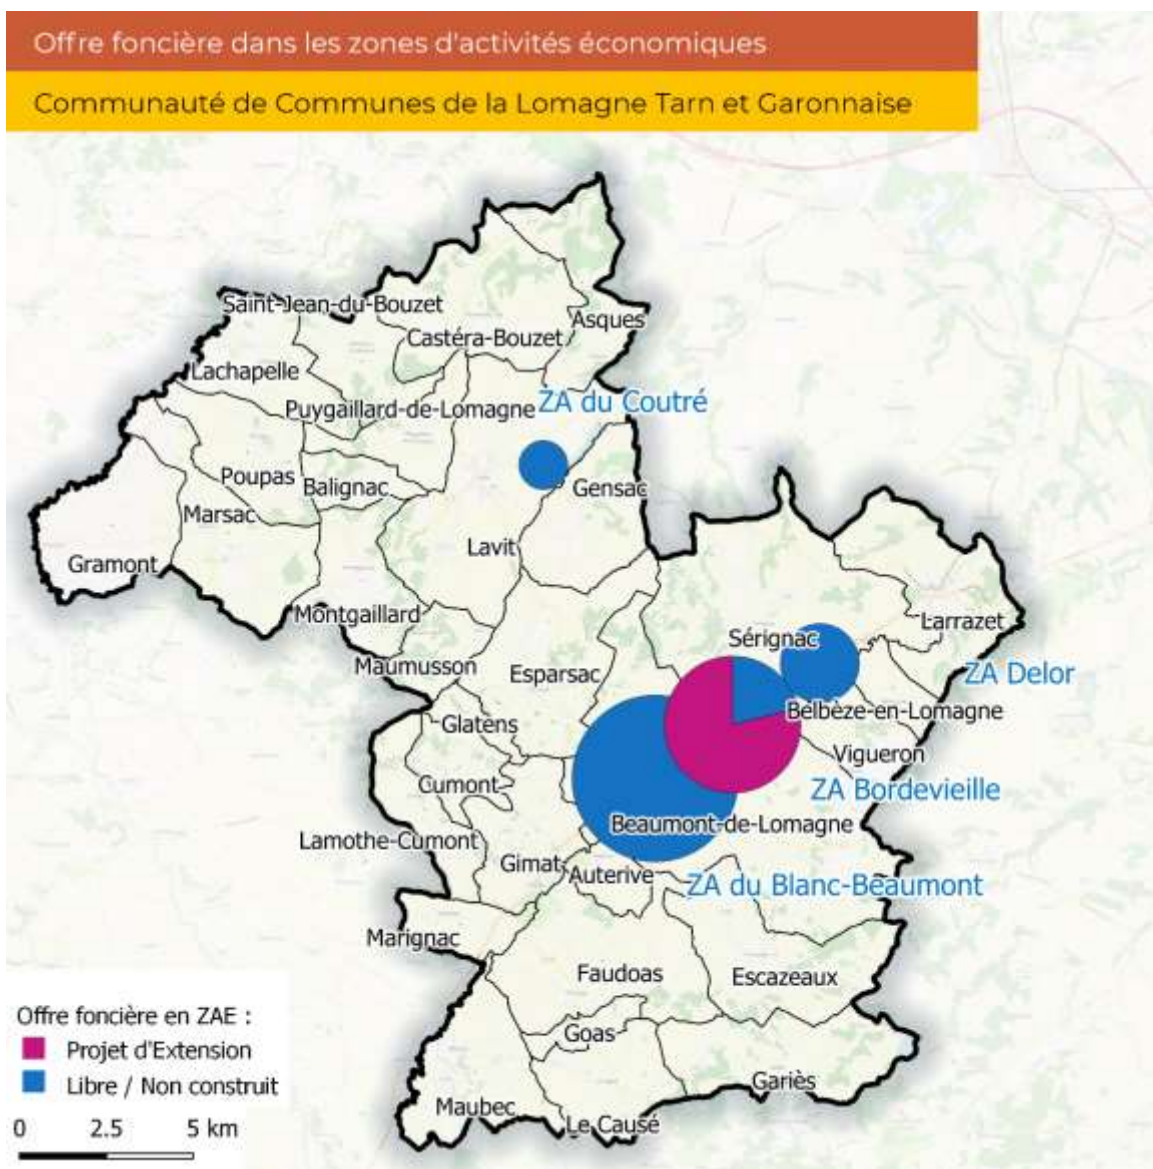 Offre foncière dans les zones d'activités économiques
Communauté de Communes de la Lomagne Tarn et Garonnaise
Saint-Jean-du-Bouzet
Asques
Castéra-Bouzet
Lachapelle
Puygaillard-de-Lomagne
ZA du Coutré
Poupas
Balignac
Gensac
Marsac
Lavit
Gramont
Montgaillard
Larrazet
Sérignac
Maumusson
Esparsac
ZA Delor
Belbèze-en-Lomagne
Glatens
Vigueron
Cumont
ZA Bordevieille
Beaumont-de-Lomagne
Lamothe-Cumont
Gimat
Auterive
ZA du Blanc-Beaumont
Marignac
Faudoas
Escazeaux
Goas
Gariès
Maubec
Le Causé
Offre foncière en ZAE :
Projet d'Extension
Libre / Non construit
0 2.5 5 km